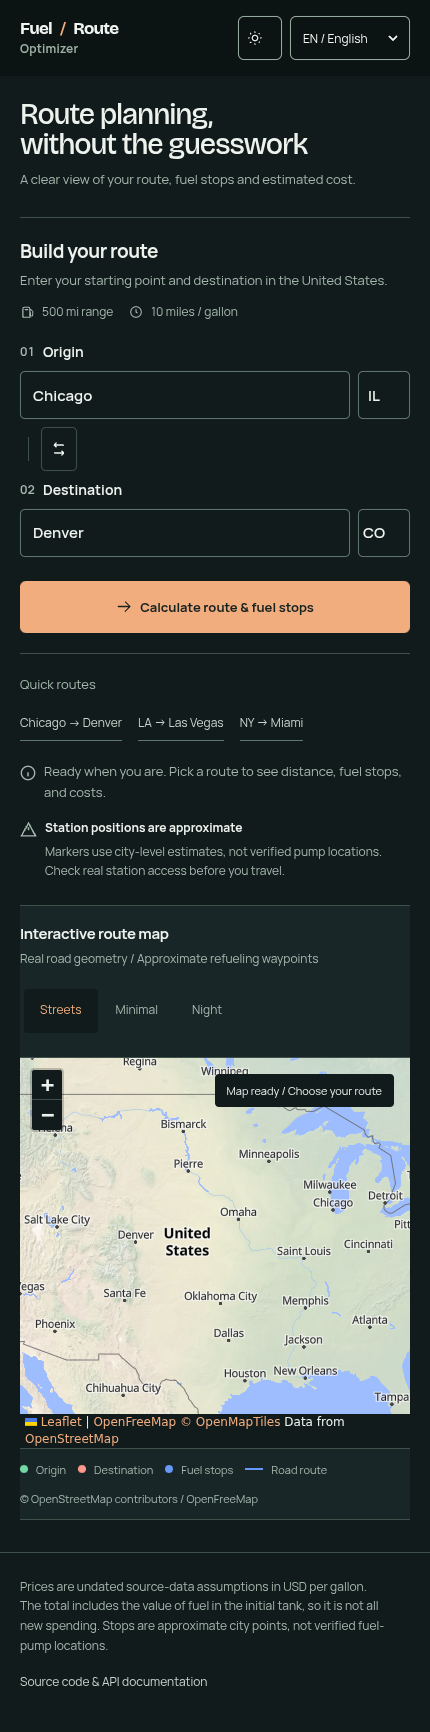 Fuel / Route
Optimizer
EN / English
Route planning,
without the guesswork
A clear view of your route, fuel stops and estimated cost.
Build your route
Enter your starting point and destination in the United States.
500 mi range
10 miles / gallon
01 Origin
Chicago
IL
02 Destination
Denver
CO
→ Calculate route & fuel stops
Quick routes
Chicago → Denver
LA → Las Vegas
NY → Miami
Ready when you are. Pick a route to see distance, fuel stops,
and costs.
Station positions are approximate
Markers use city-level estimates, not verified pump locations.
Check real station access before you travel.
Interactive route map
Real road geometry / Approximate refueling waypoints
Streets
Minimal
Night
Regina
Winnipeg
+
−
Map ready / Choose your route
Bismarck
Minneapolis
Pierre
Milwaukee
Chicago
Detroit
Salt Lake City
Omaha
Denver
United
States
Saint Louis
Cincinnati
Santa Fe
Oklahoma City
Memphis
Phoenix
Dallas
Jackson
Atlanta
Houston
New Orleans
Chihuahua City
Tampa
Leaflet | OpenFreeMap © OpenMapTiles Data from
OpenStreetMap
Origin
Destination
Fuel stops
Road route
© OpenStreetMap contributors / OpenFreeMap
Prices are undated source-data assumptions in USD per gallon.
The total includes the value of fuel in the initial tank, so it is not all
new spending. Stops are approximate city points, not verified fuel-
pump locations.
Source code & API documentation